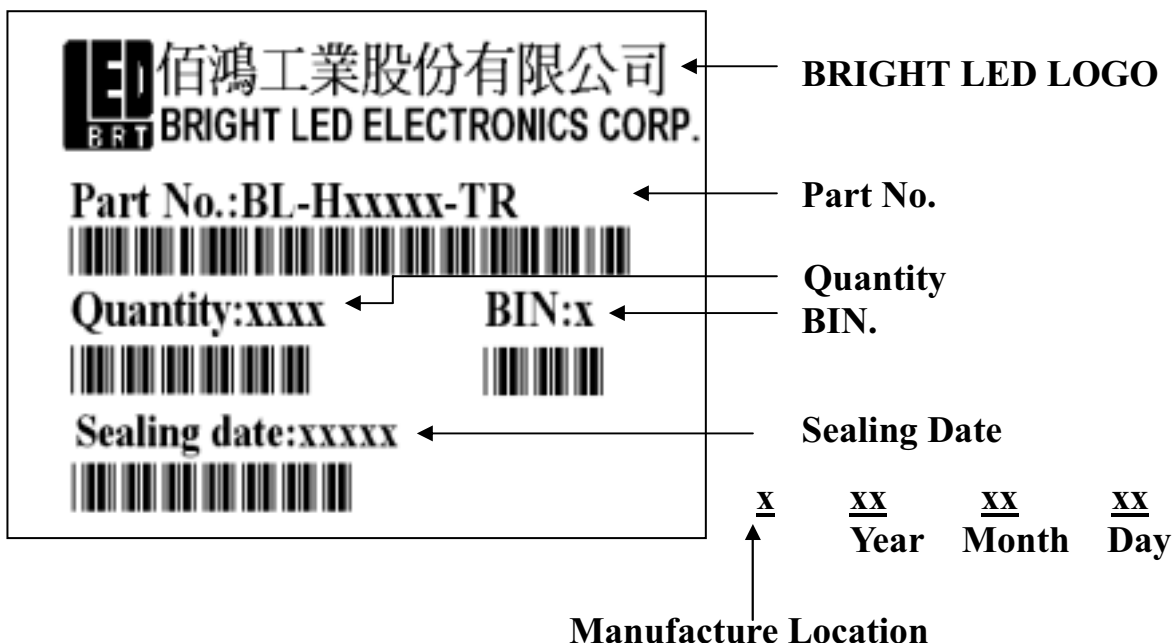 LED 佰鴻工業股份有限公司
BRT BRIGHT LED ELECTRONICS CORP.
BRIGHT LED LOGO
Part No.:BL-Hxxxxx-TR
Part No.
Quantity:xxxx
BIN:x
Quantity
BIN.
Sealing date:xxxxx
Sealing Date
x xx xx xx
Year Month Day
Manufacture Location